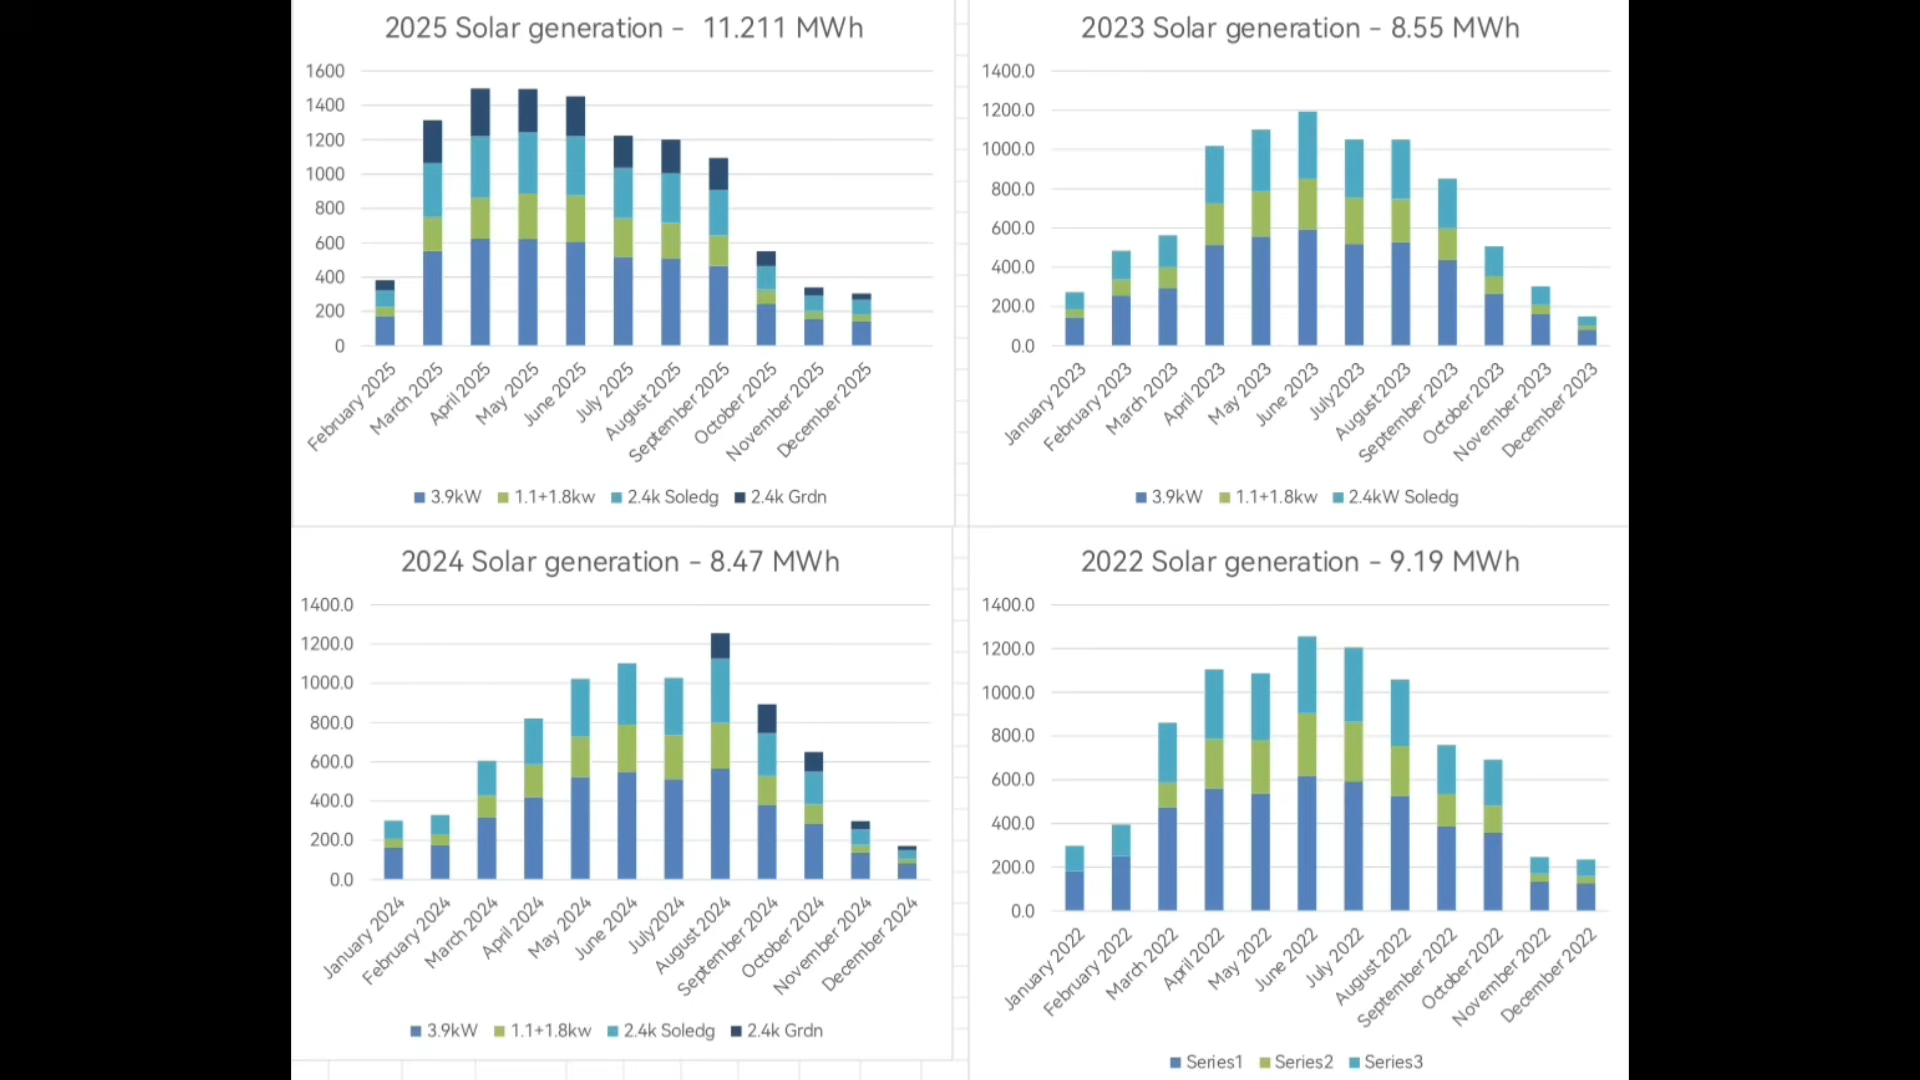 2025 Solar generation - 11.211 MWh
1600
1400
1200
1000
800
600
400
200
0
February 2025
March 2025
April 2025
May 2025
June 2025
July 2025
August 2025
September 2025
October 2025
November 2025
December 2025
3.9kW 1.1+1.8kw 2.4k Soledg 2.4k Grdn
2023 Solar generation - 8.55 MWh
1400.0
1200.0
1000.0
800.0
600.0
400.0
200.0
0.0
January 2023
February 2023
March 2023
April 2023
May 2023
June 2023
July2023
August 2023
September 2023
October 2023
November 2023
December 2023
3.9kW 1.1+1.8kw 2.4kW Soledg
2024 Solar generation - 8.47 MWh
1400.0
1200.0
1000.0
800.0
600.0
400.0
200.0
0.0
January 2024
February 2024
March 2024
April 2024
May 2024
June 2024
July2024
August 2024
September 2024
October 2024
November 2024
December 2024
3.9kW 1.1+1.8kw 2.4k Soledg 2.4k Grdn
2022 Solar generation - 9.19 MWh
1400.0
1200.0
1000.0
800.0
600.0
400.0
200.0
0.0
January 2022
February 2022
March 2022
April 2022
May 2022
June 2022
July 2022
August 2022
September 2022
October 2022
November 2022
December 2022
Series1 Series2 Series3